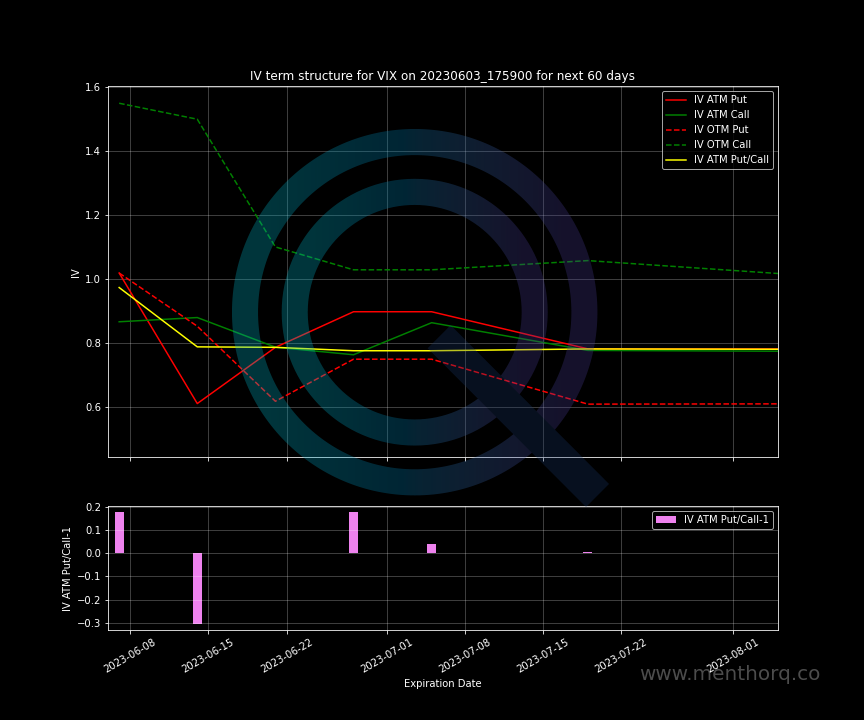 IV term structure for VIX on 20230603_175900 for next 60 days
1.6
1.4
1.2
1.0
0.8
0.6
IV
IV ATM Put
IV ATM Call
IV OTM Put
IV OTM Call
IV ATM Put/Call
0.2
0.1
0.0
−0.1
−0.2
−0.3
IV ATM Put/Call-1
IV ATM Put/Call-1
2023-06-08
2023-06-15
2023-06-22
2023-07-01
2023-07-08
2023-07-15
2023-07-22
2023-08-01
Expiration Date
www.menthorq.co